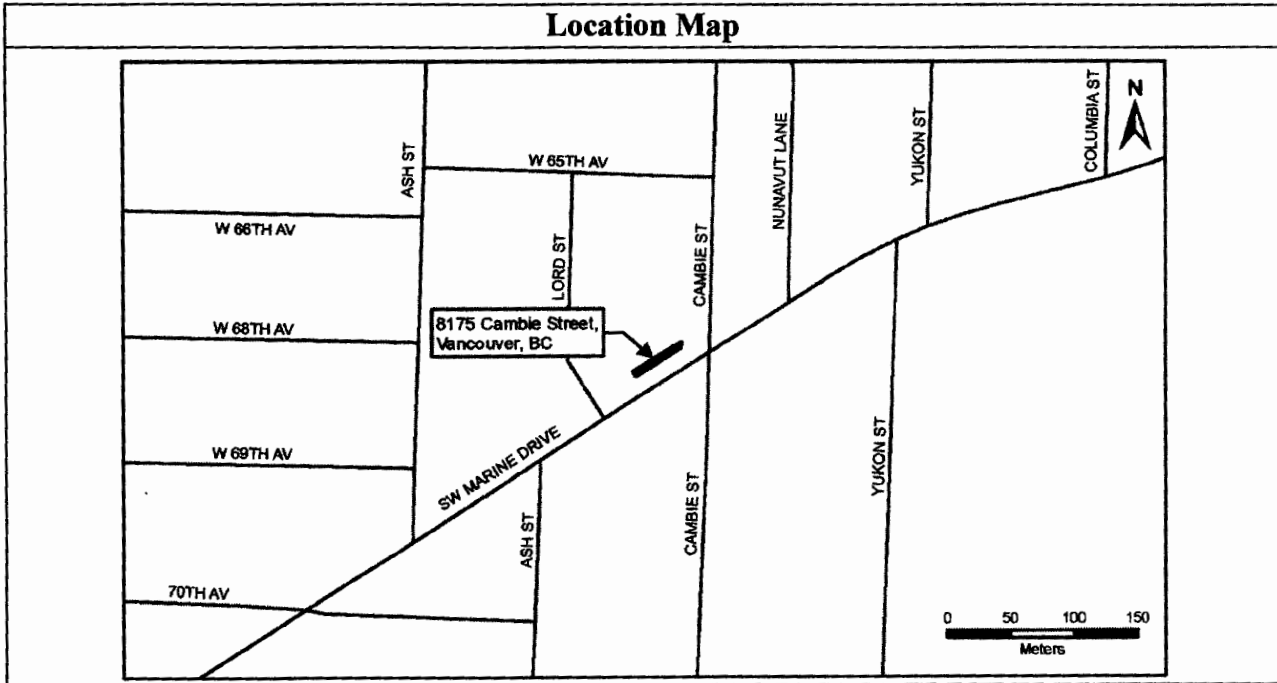 Location Map
N
COLUMBIA ST
YUKON ST
NUNAVUT LANE
ASH ST
W 65TH AV
W 66TH AV
LORD ST
CAMBIE ST
8175 Cambie Street,
Vancouver, BC
W 68TH AV
W 69TH AV
SW MARINE DRIVE
ASH ST
CAMBIE ST
YUKON ST
70TH AV
0 50 100 150
Meters